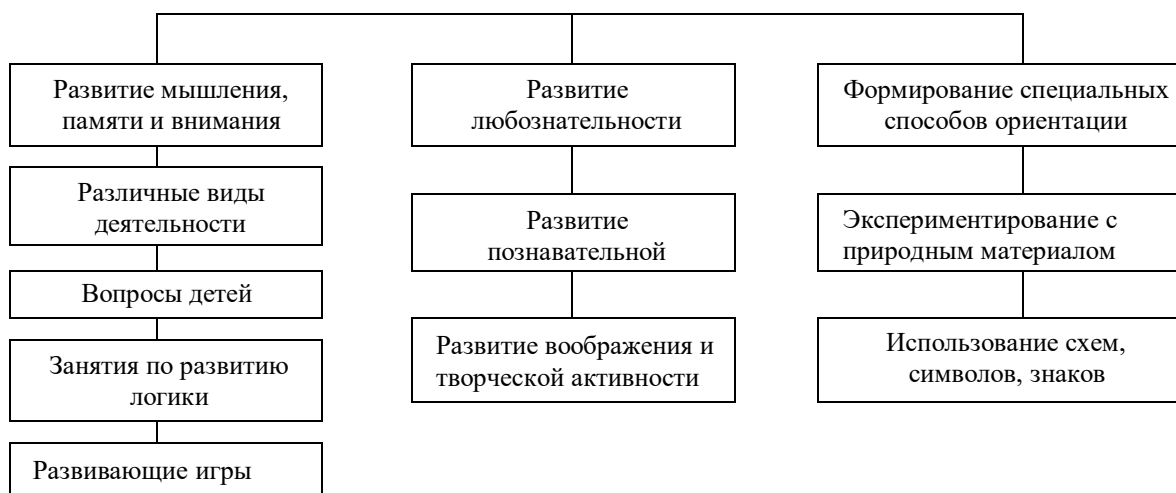 Развитие мышления,
памяти и внимания
Различные виды
деятельности
Вопросы детей
Занятия по развитию
логики
Развивающие игры
Развитие
любознательности
Развитие
познавательной
Развитие воображения и
творческой активности
Формирование специальных
способов ориентации
Экспериментирование с
природным материалом
Использование схем,
символов, знаков